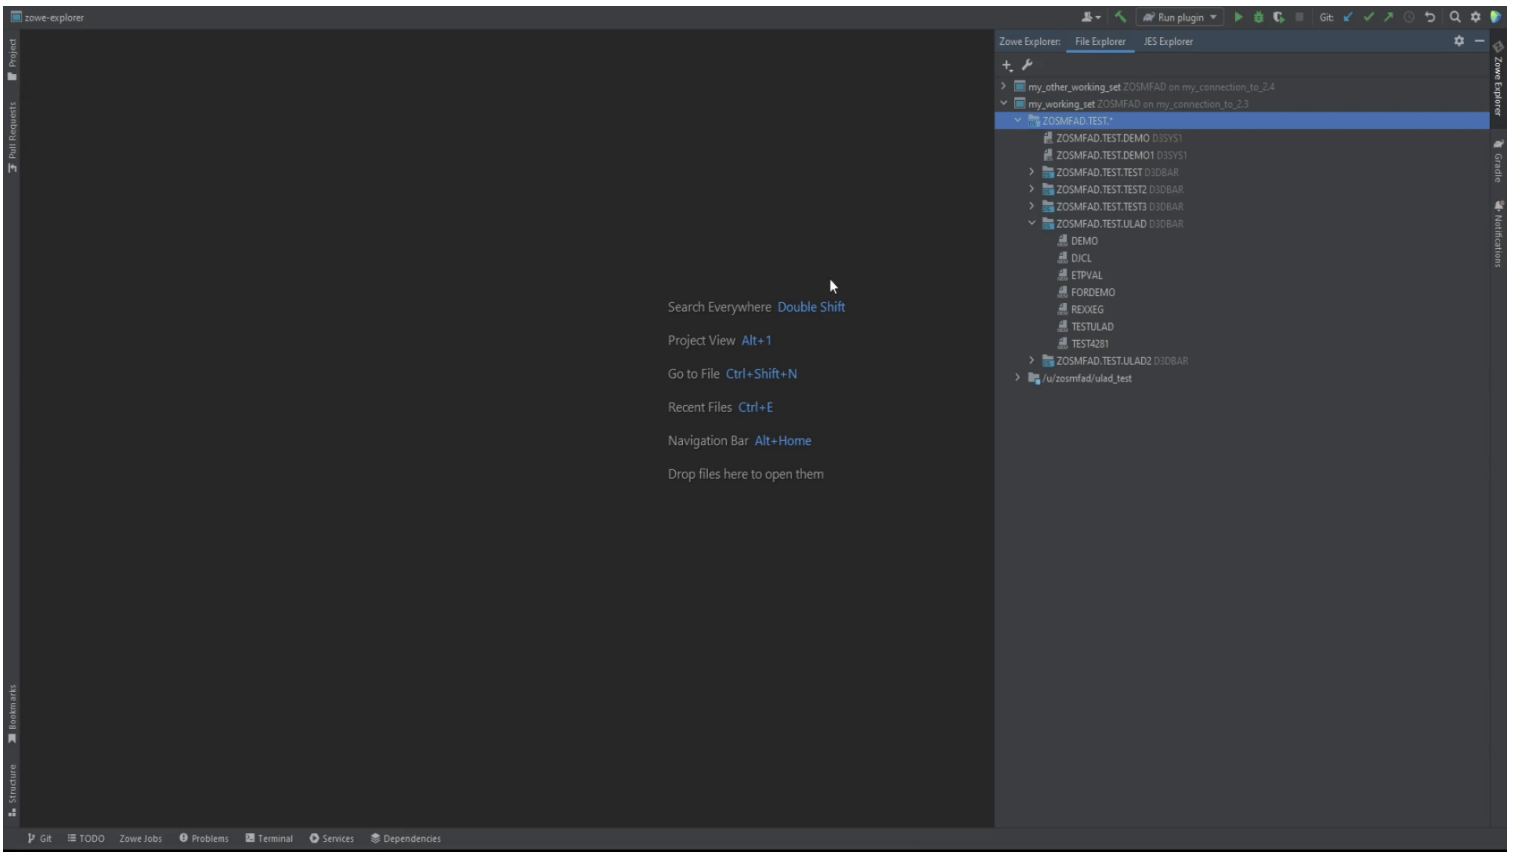 zowe-explorer
Run plugin
Git:
Project
Pull Requests
Bookmarks
Structure
Search Everywhere Double Shift
Project View Alt+1
Go to File Ctrl+Shift+N
Recent Files Ctrl+E
Navigation Bar Alt+Home
Drop files here to open them
Zowe Explorer: File Explorer JES Explorer
my_other_working_set ZOSMFAD on my_connection_to_2.4
my_working_set ZOSMFAD on my_connection_to_2.3
ZOSMFAD.TEST.*
ZOSMFAD.TEST.DEMO D3SYS1
ZOSMFAD.TEST.DEMO1 D3SYS1
ZOSMFAD.TEST.TEST D3DBAR
ZOSMFAD.TEST.TEST2 D3DBAR
ZOSMFAD.TEST.TEST3 D3DBAR
ZOSMFAD.TEST.ULAD D3DBAR
DEMO
DJCL
ETPVAL
FORDEMO
REXXEG
TESTULAD
TEST4281
ZOSMFAD.TEST.ULAD2 D3DBAR
/u/zosmfad/ulad_test
Zowe Explorer
Gradle
Notifications
Git TODO Zowe Jobs Problems Terminal Services Dependencies